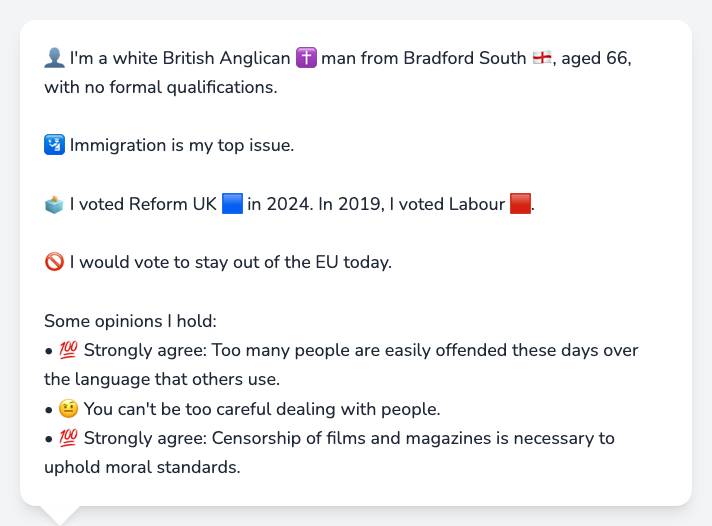 👤 I'm a white British Anglican ✝️ man from Bradford South 🏴󠁧󠁢󠁥󠁮󠁧󠁿, aged 66,
with no formal qualifications.
🛂 Immigration is my top issue.
🗳️ I voted Reform UK 🟦 in 2024. In 2019, I voted Labour 🟥.
🚫 I would vote to stay out of the EU today.
Some opinions I hold:
• 💯 Strongly agree: Too many people are easily offended these days over
the language that others use.
• 🤨 You can't be too careful dealing with people.
• 💯 Strongly agree: Censorship of films and magazines is necessary to
uphold moral standards.